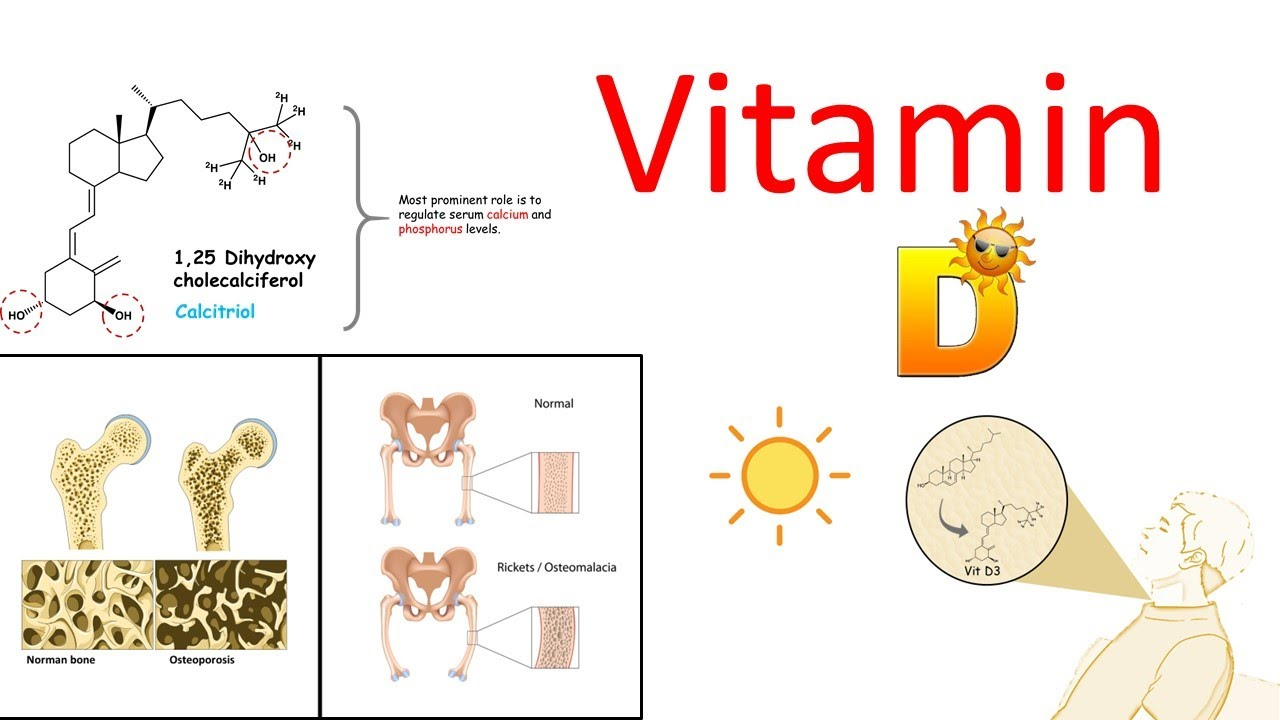 Vitamin
D
²H
²H
²H
OH
²H
²H
²H
HO
OH
1,25 Dihydroxy
cholecalciferol
Calcitriol
Most prominent role is to
regulate serum calcium and
phosphorus levels.
Norman bone
Osteoporosis
Normal
Rickets / Osteomalacia
HO
H
H
Vit D3